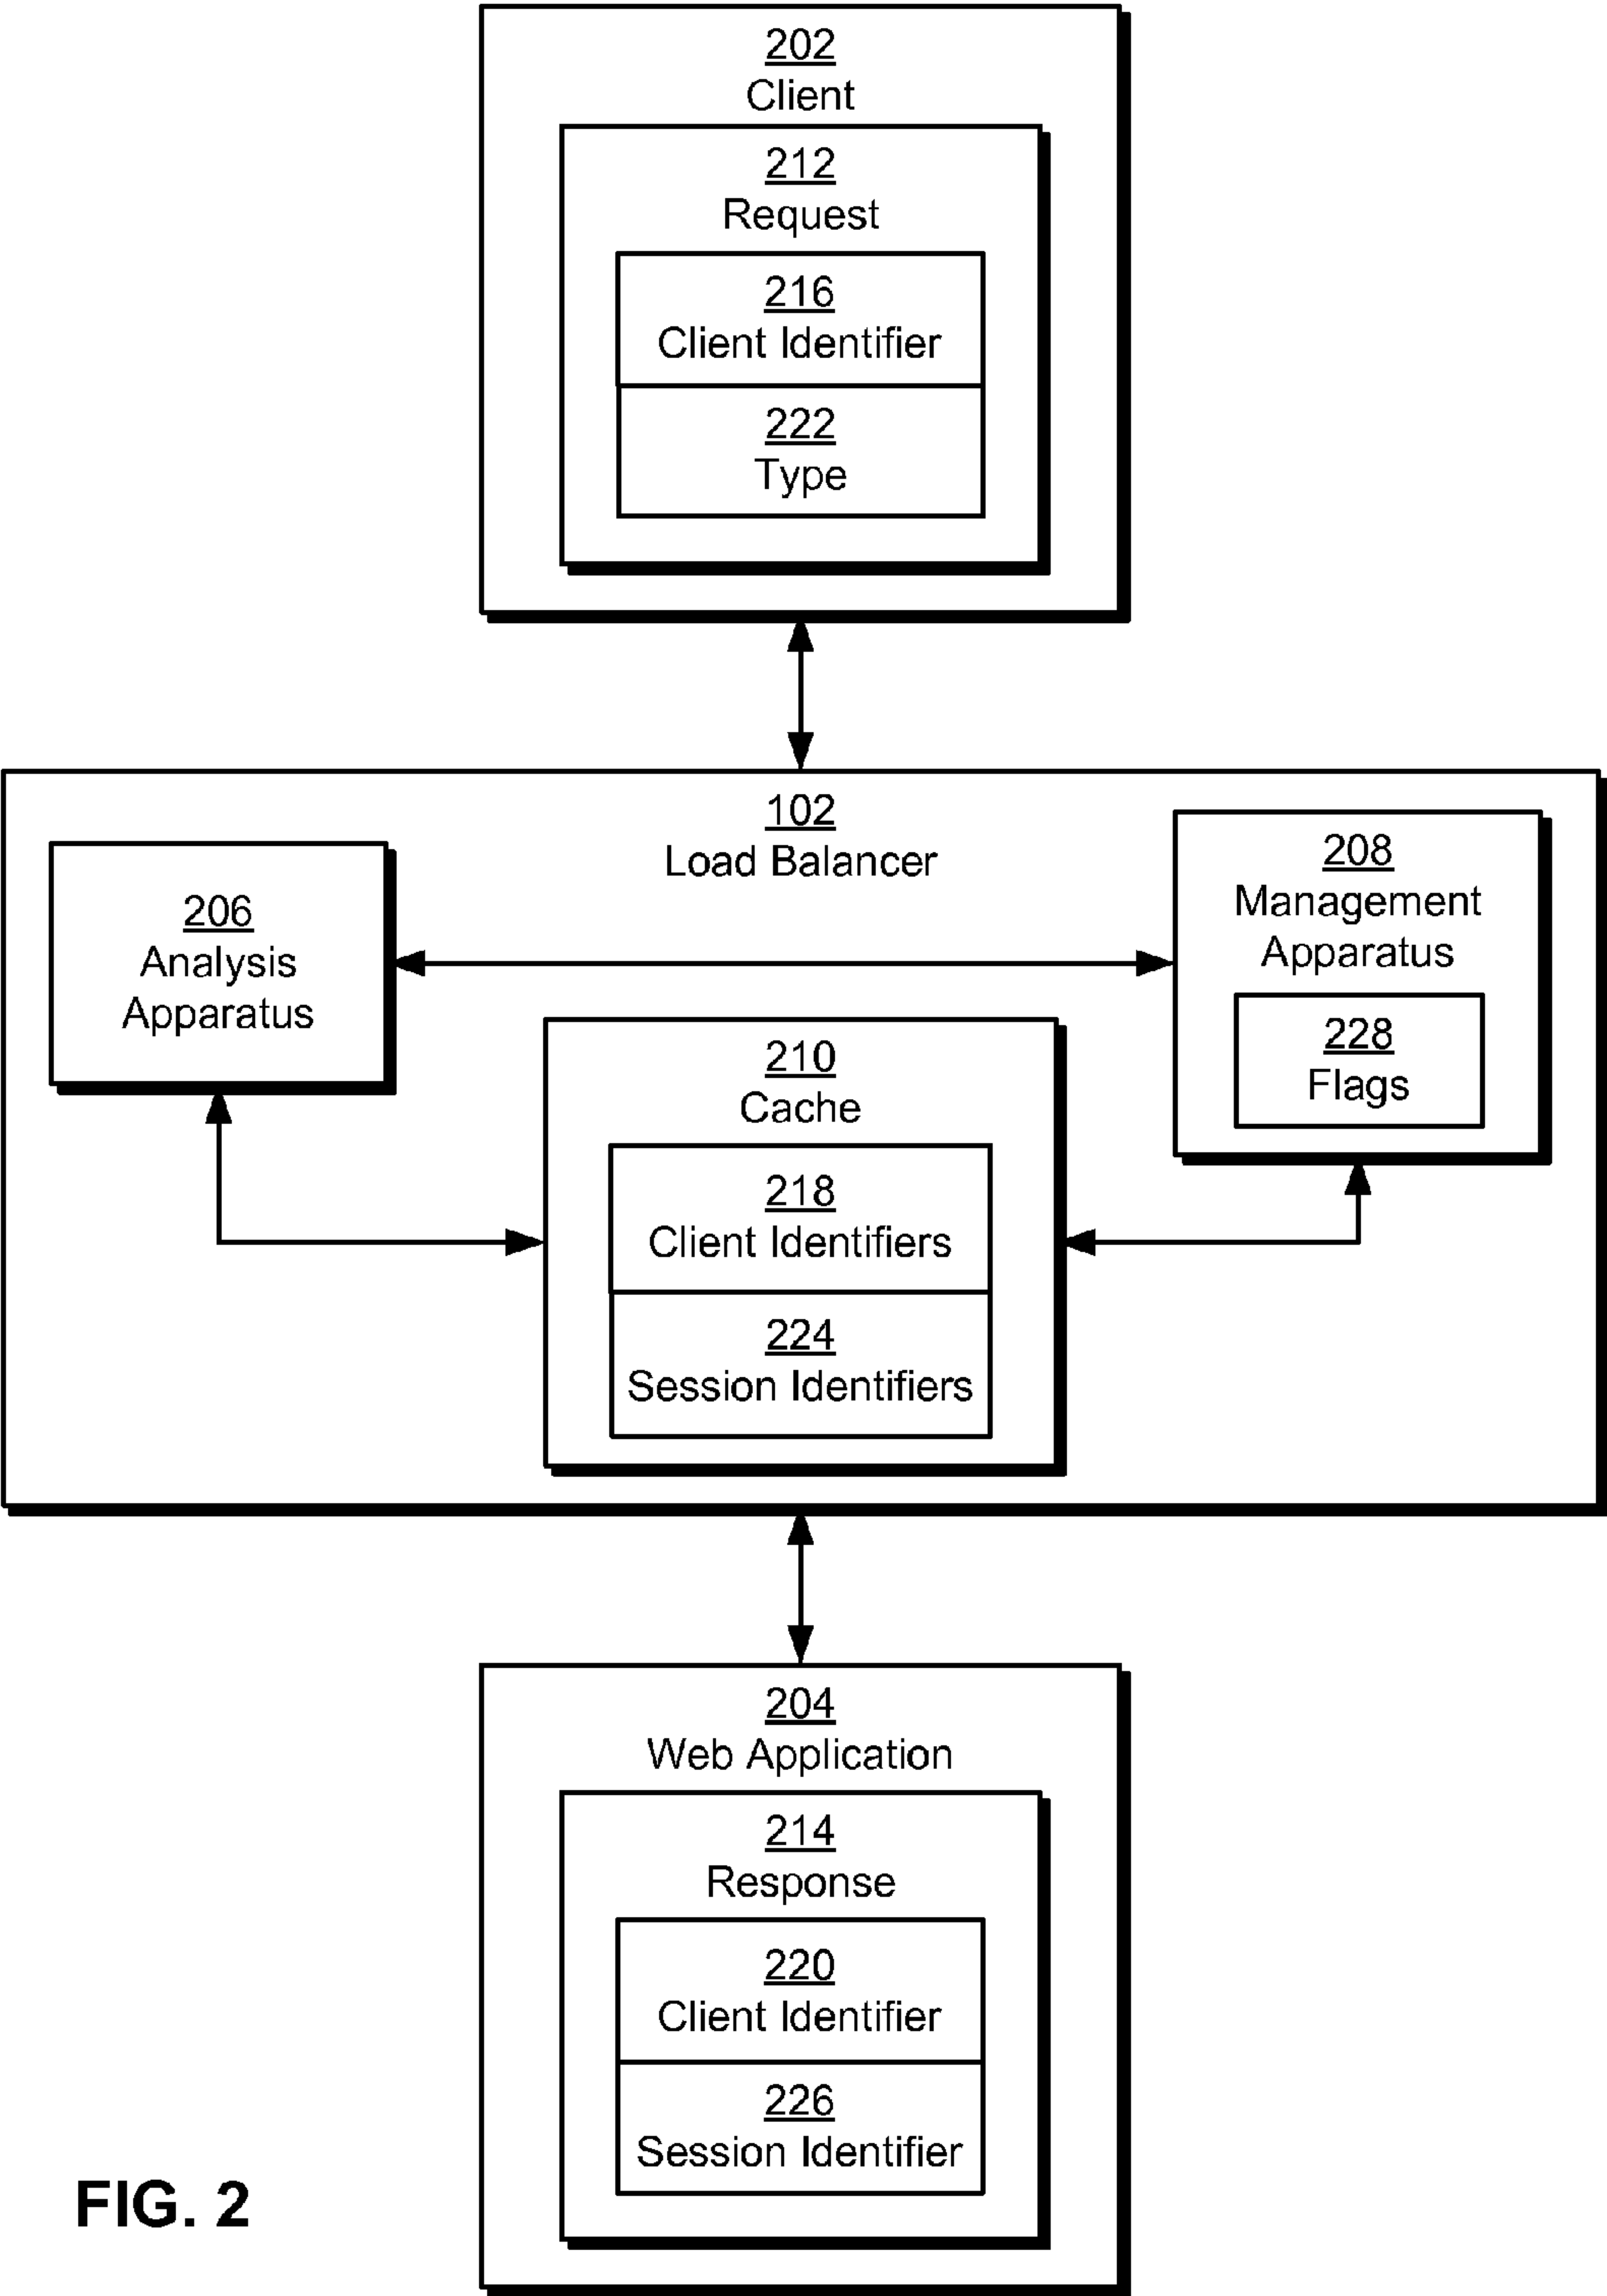 202
Client
212
Request
216
Client Identifier
222
Type
102
Load Balancer
206
Analysis
Apparatus
208
Management
Apparatus
228
Flags
210
Cache
218
Client Identifiers
224
Session Identifiers
204
Web Application
214
Response
220
Client Identifier
226
Session Identifier
FIG. 2